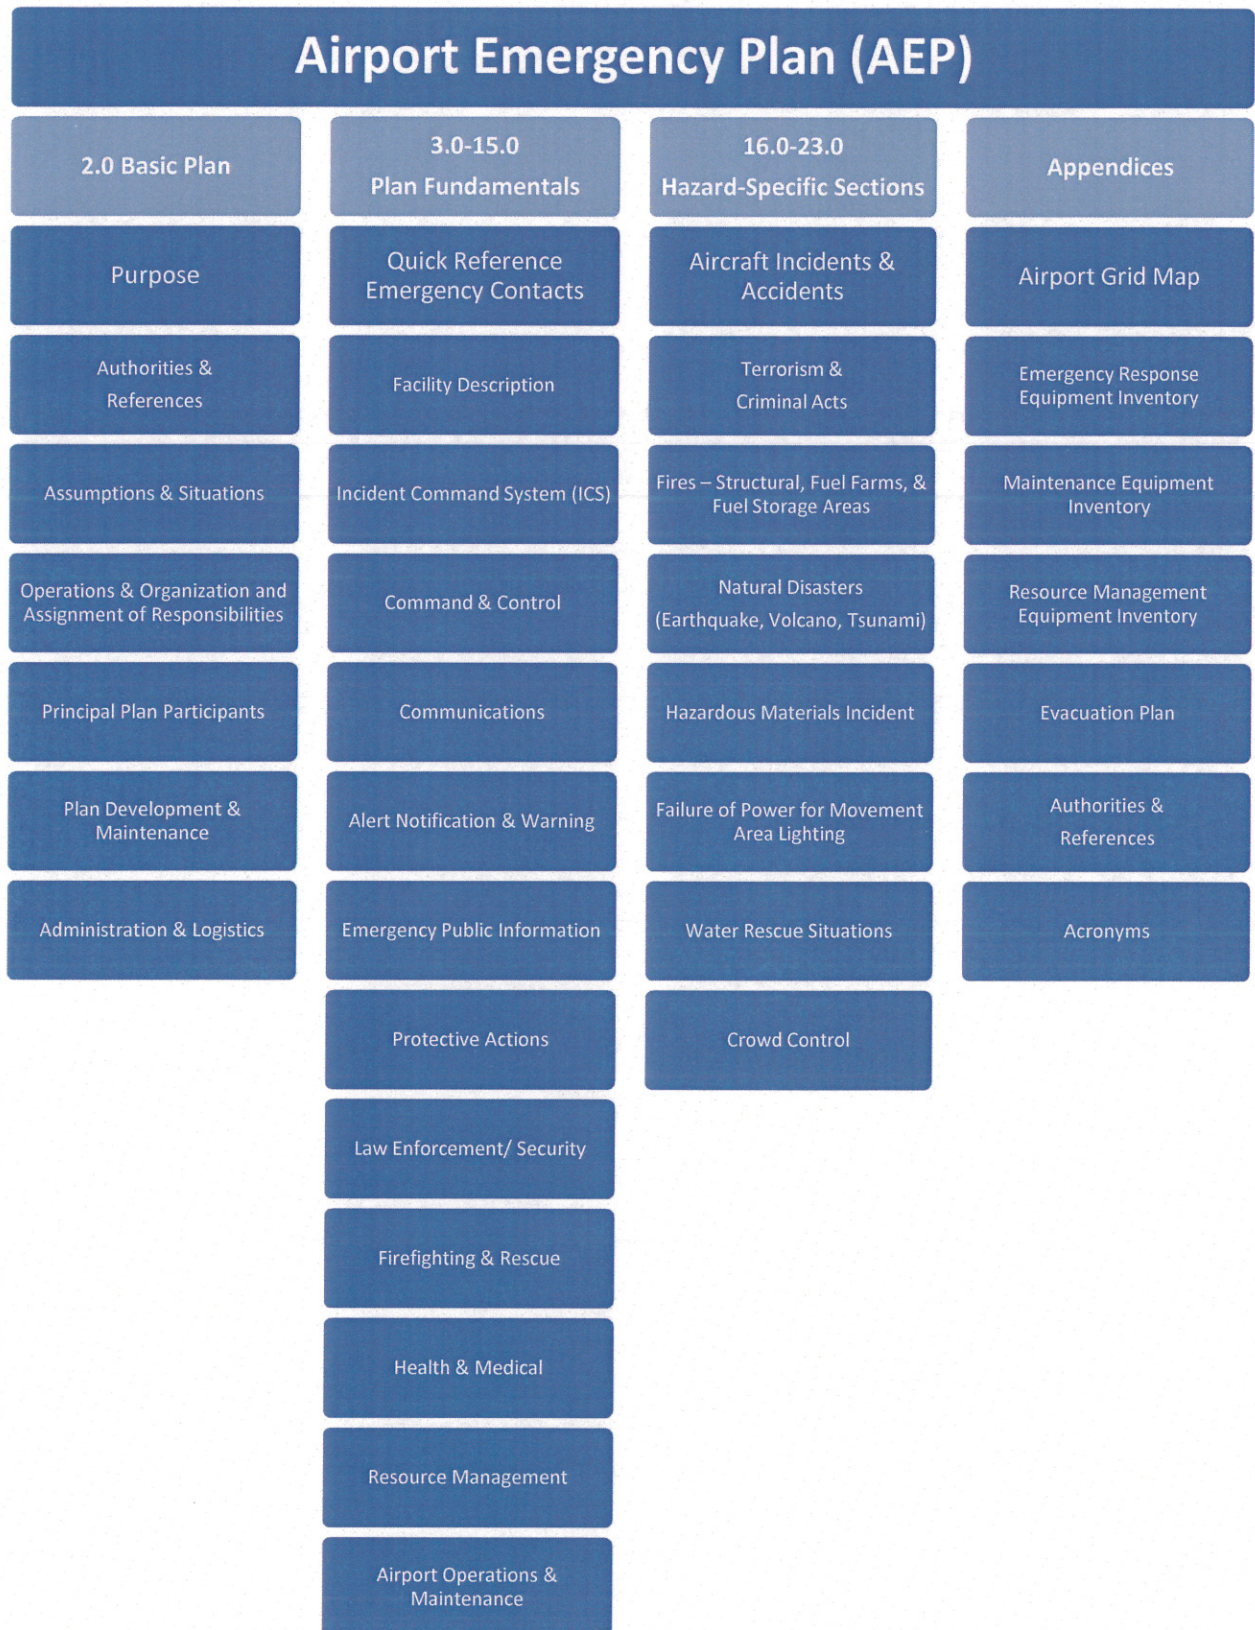 Airport Emergency Plan (AEP)
2.0 Basic Plan
Purpose
Authorities &
References
Assumptions & Situations
Operations & Organization and
Assignment of Responsibilities
Principal Plan Participants
Plan Development &
Maintenance
Administration & Logistics
3.0-15.0
Plan Fundamentals
Quick Reference
Emergency Contacts
Facility Description
Incident Command System (ICS)
Command & Control
Communications
Alert Notification & Warning
Emergency Public Information
Protective Actions
Law Enforcement/ Security
Firefighting & Rescue
Health & Medical
Resource Management
Airport Operations &
Maintenance
16.0-23.0
Hazard-Specific Sections
Aircraft Incidents &
Accidents
Terrorism &
Criminal Acts
Fires – Structural, Fuel Farms, &
Fuel Storage Areas
Natural Disasters
(Earthquake, Volcano, Tsunami)
Hazardous Materials Incident
Failure of Power for Movement
Area Lighting
Water Rescue Situations
Crowd Control
Appendices
Airport Grid Map
Emergency Response
Equipment Inventory
Maintenance Equipment
Inventory
Resource Management
Equipment Inventory
Evacuation Plan
Authorities &
References
Acronyms